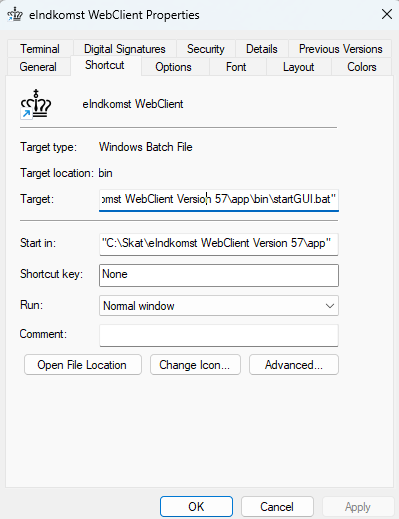 eIndkomst WebClient Properties
Terminal Digital Signatures Security Details Previous Versions
General Shortcut Options Font Layout Colors
eIndkomst WebClient
Target type: Windows Batch File
Target location: bin
Target: omst WebClient Version 57\app\bin\startGUI.bat"
Start in: "C:\Skat\eIndkomst WebClient Version 57\app"
Shortcut key: None
Run: Normal window
Comment:
Open File Location Change Icon... Advanced...
OK Cancel Apply